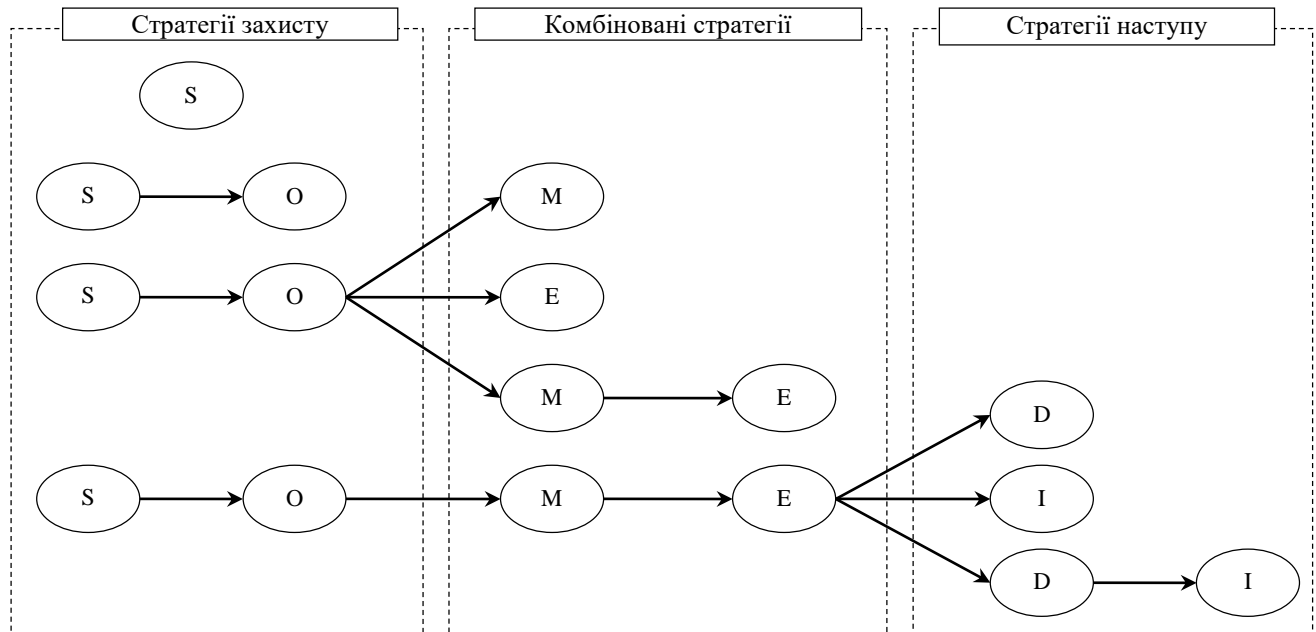 Стратегії захисту
Комбіновані стратегії
Стратегії наступу
S
S O M
S O E
M E
D
S O M E I
D I